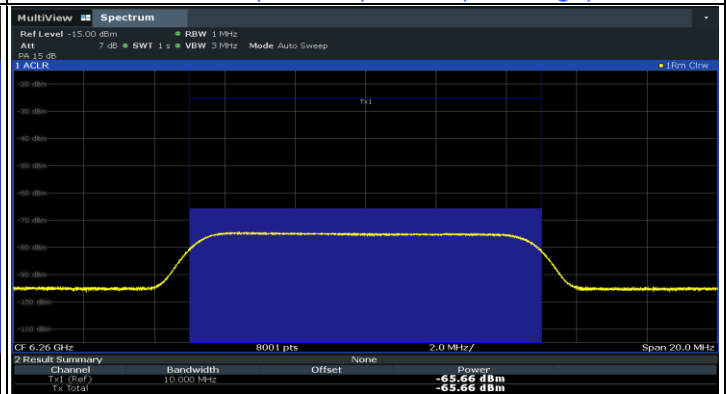 MultiView Spectrum
Ref Level -15.00 dBm RBW 1 MHz
Att 7 dB SWT 1 s VBW 3 MHz Mode Auto Sweep
PA 15 dB
1 ACLR 1Rm Clrw
-20 dBm
Tx1
-30 dBm
-40 dBm
-50 dBm
-60 dBm
-70 dBm
-80 dBm
-90 dBm
-100 dBm
-110 dBm
CF 6.26 GHz 8001 pts 2.0 MHz/ Span 20.0 MHz
2 Result Summary None
Channel Bandwidth Offset Power
Tx1 (Ref) 10.000 MHz -65.66 dBm
Tx Total -65.66 dBm